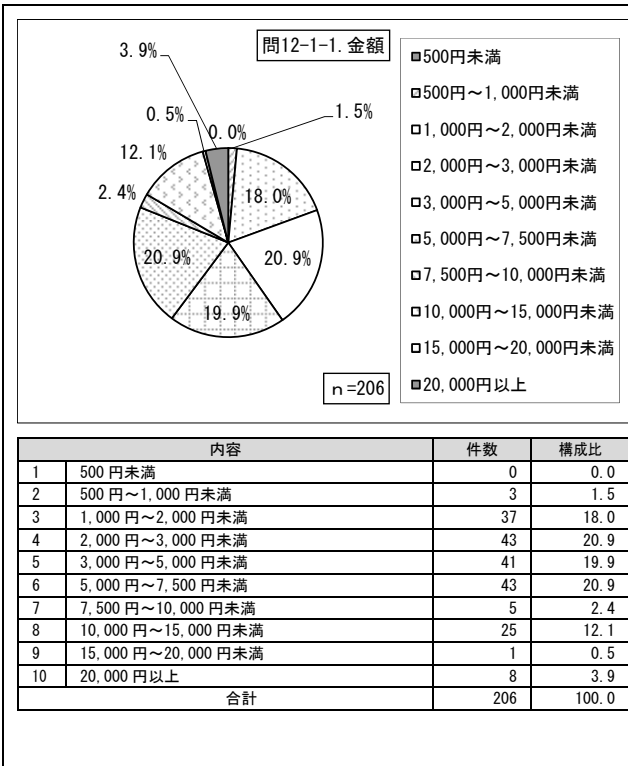 問12-1-1. 金額
3.9%
0.5%
0.0%
1.5%
12.1%
2.4%
18.0%
20.9%
20.9%
19.9%
n=206
500円未満
500円～1,000円未満
1,000円～2,000円未満
2,000円～3,000円未満
3,000円～5,000円未満
5,000円～7,500円未満
7,500円～10,000円未満
10,000円～15,000円未満
15,000円～20,000円未満
20,000円以上
内容 件数 構成比
1 500円未満 0 0.0
2 500円～1,000円未満 3 1.5
3 1,000円～2,000円未満 37 18.0
4 2,000円～3,000円未満 43 20.9
5 3,000円～5,000円未満 41 19.9
6 5,000円～7,500円未満 43 20.9
7 7,500円～10,000円未満 5 2.4
8 10,000円～15,000円未満 25 12.1
9 15,000円～20,000円未満 1 0.5
10 20,000円以上 8 3.9
合計 206 100.0